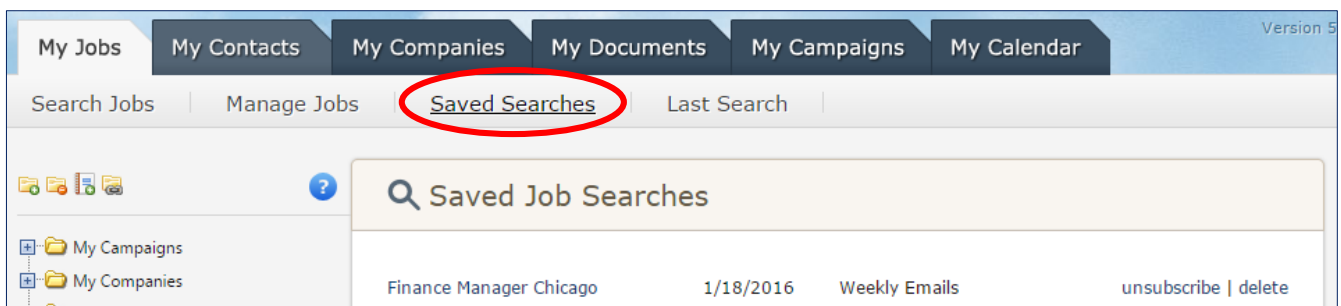 My Jobs My Contacts My Companies My Documents My Campaigns My Calendar Version 5
Search Jobs Manage Jobs Saved Searches Last Search
?
Saved Job Searches
My Campaigns
My Companies
Finance Manager Chicago 1/18/2016 Weekly Emails unsubscribe | delete